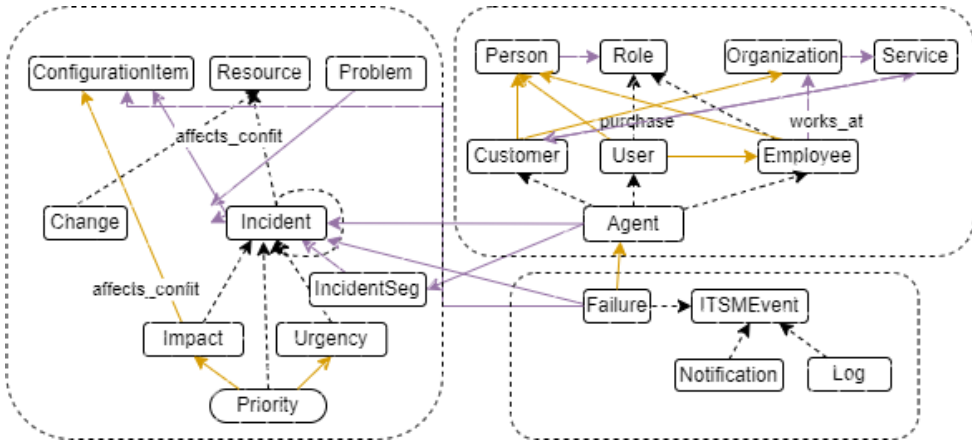 ConfigurationItem
Resource
Problem
affects_confit
Change
Incident
IncidentSeg
affects_confit
Impact
Urgency
Priority
Person
Role
Organization
Service
purchase
works_at
Customer
User
Employee
Agent
Failure
ITSMEvent
Notification
Log